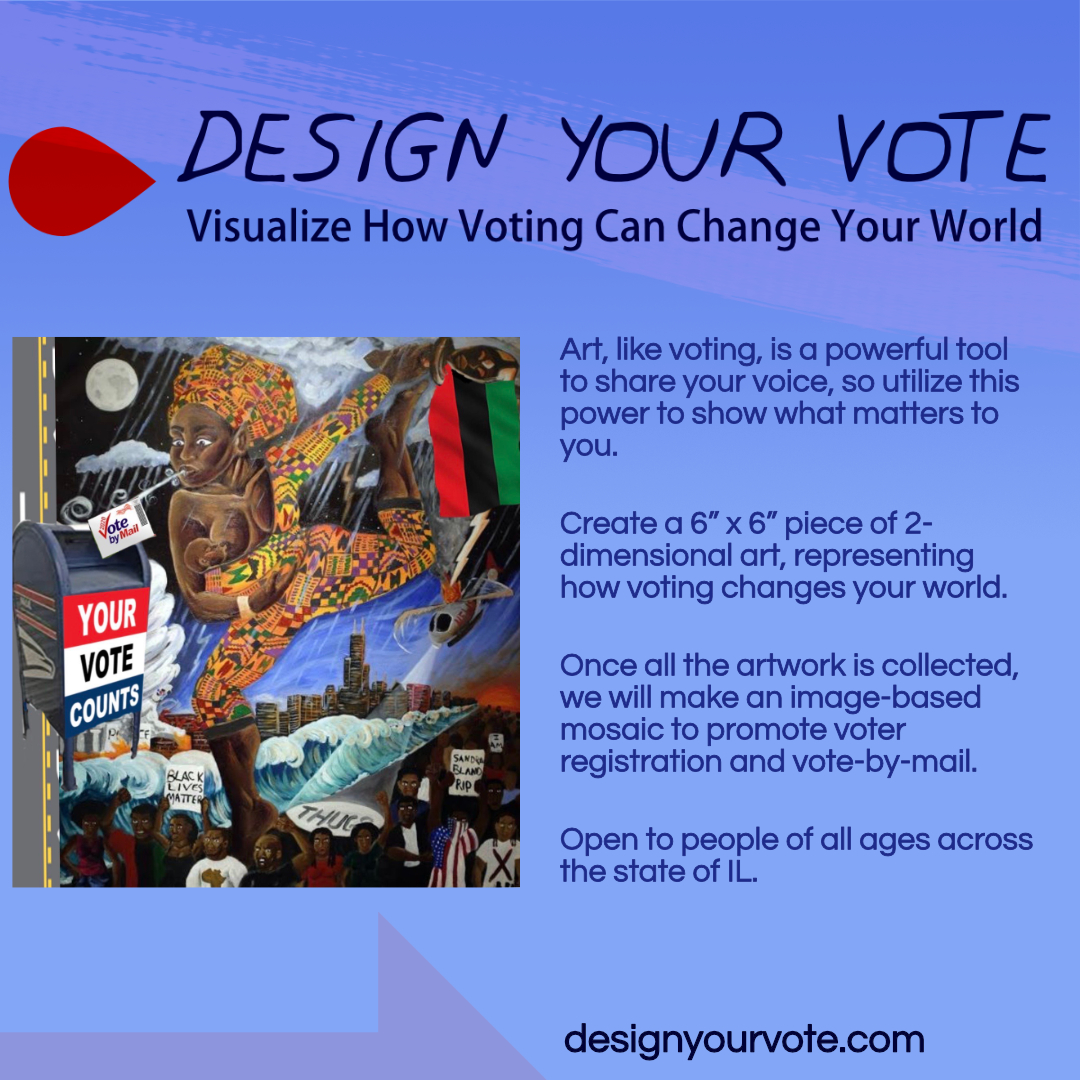 DESIGN YOUR VOTE
Visualize How Voting Can Change Your World
Art, like voting, is a powerful tool
to share your voice, so utilize this
power to show what matters to
you.
Create a 6” x 6” piece of 2-
dimensional art, representing
how voting changes your world.
Once all the artwork is collected,
we will make an image-based
mosaic to promote voter
registration and vote-by-mail.
Open to people of all ages across
the state of IL.
Vote
by Mail
YOUR
VOTE
COUNTS
BLACK
LIVES
MATTER
THUG
SANDRA
BLAND
RIP
I
AM
X
designyourvote.com